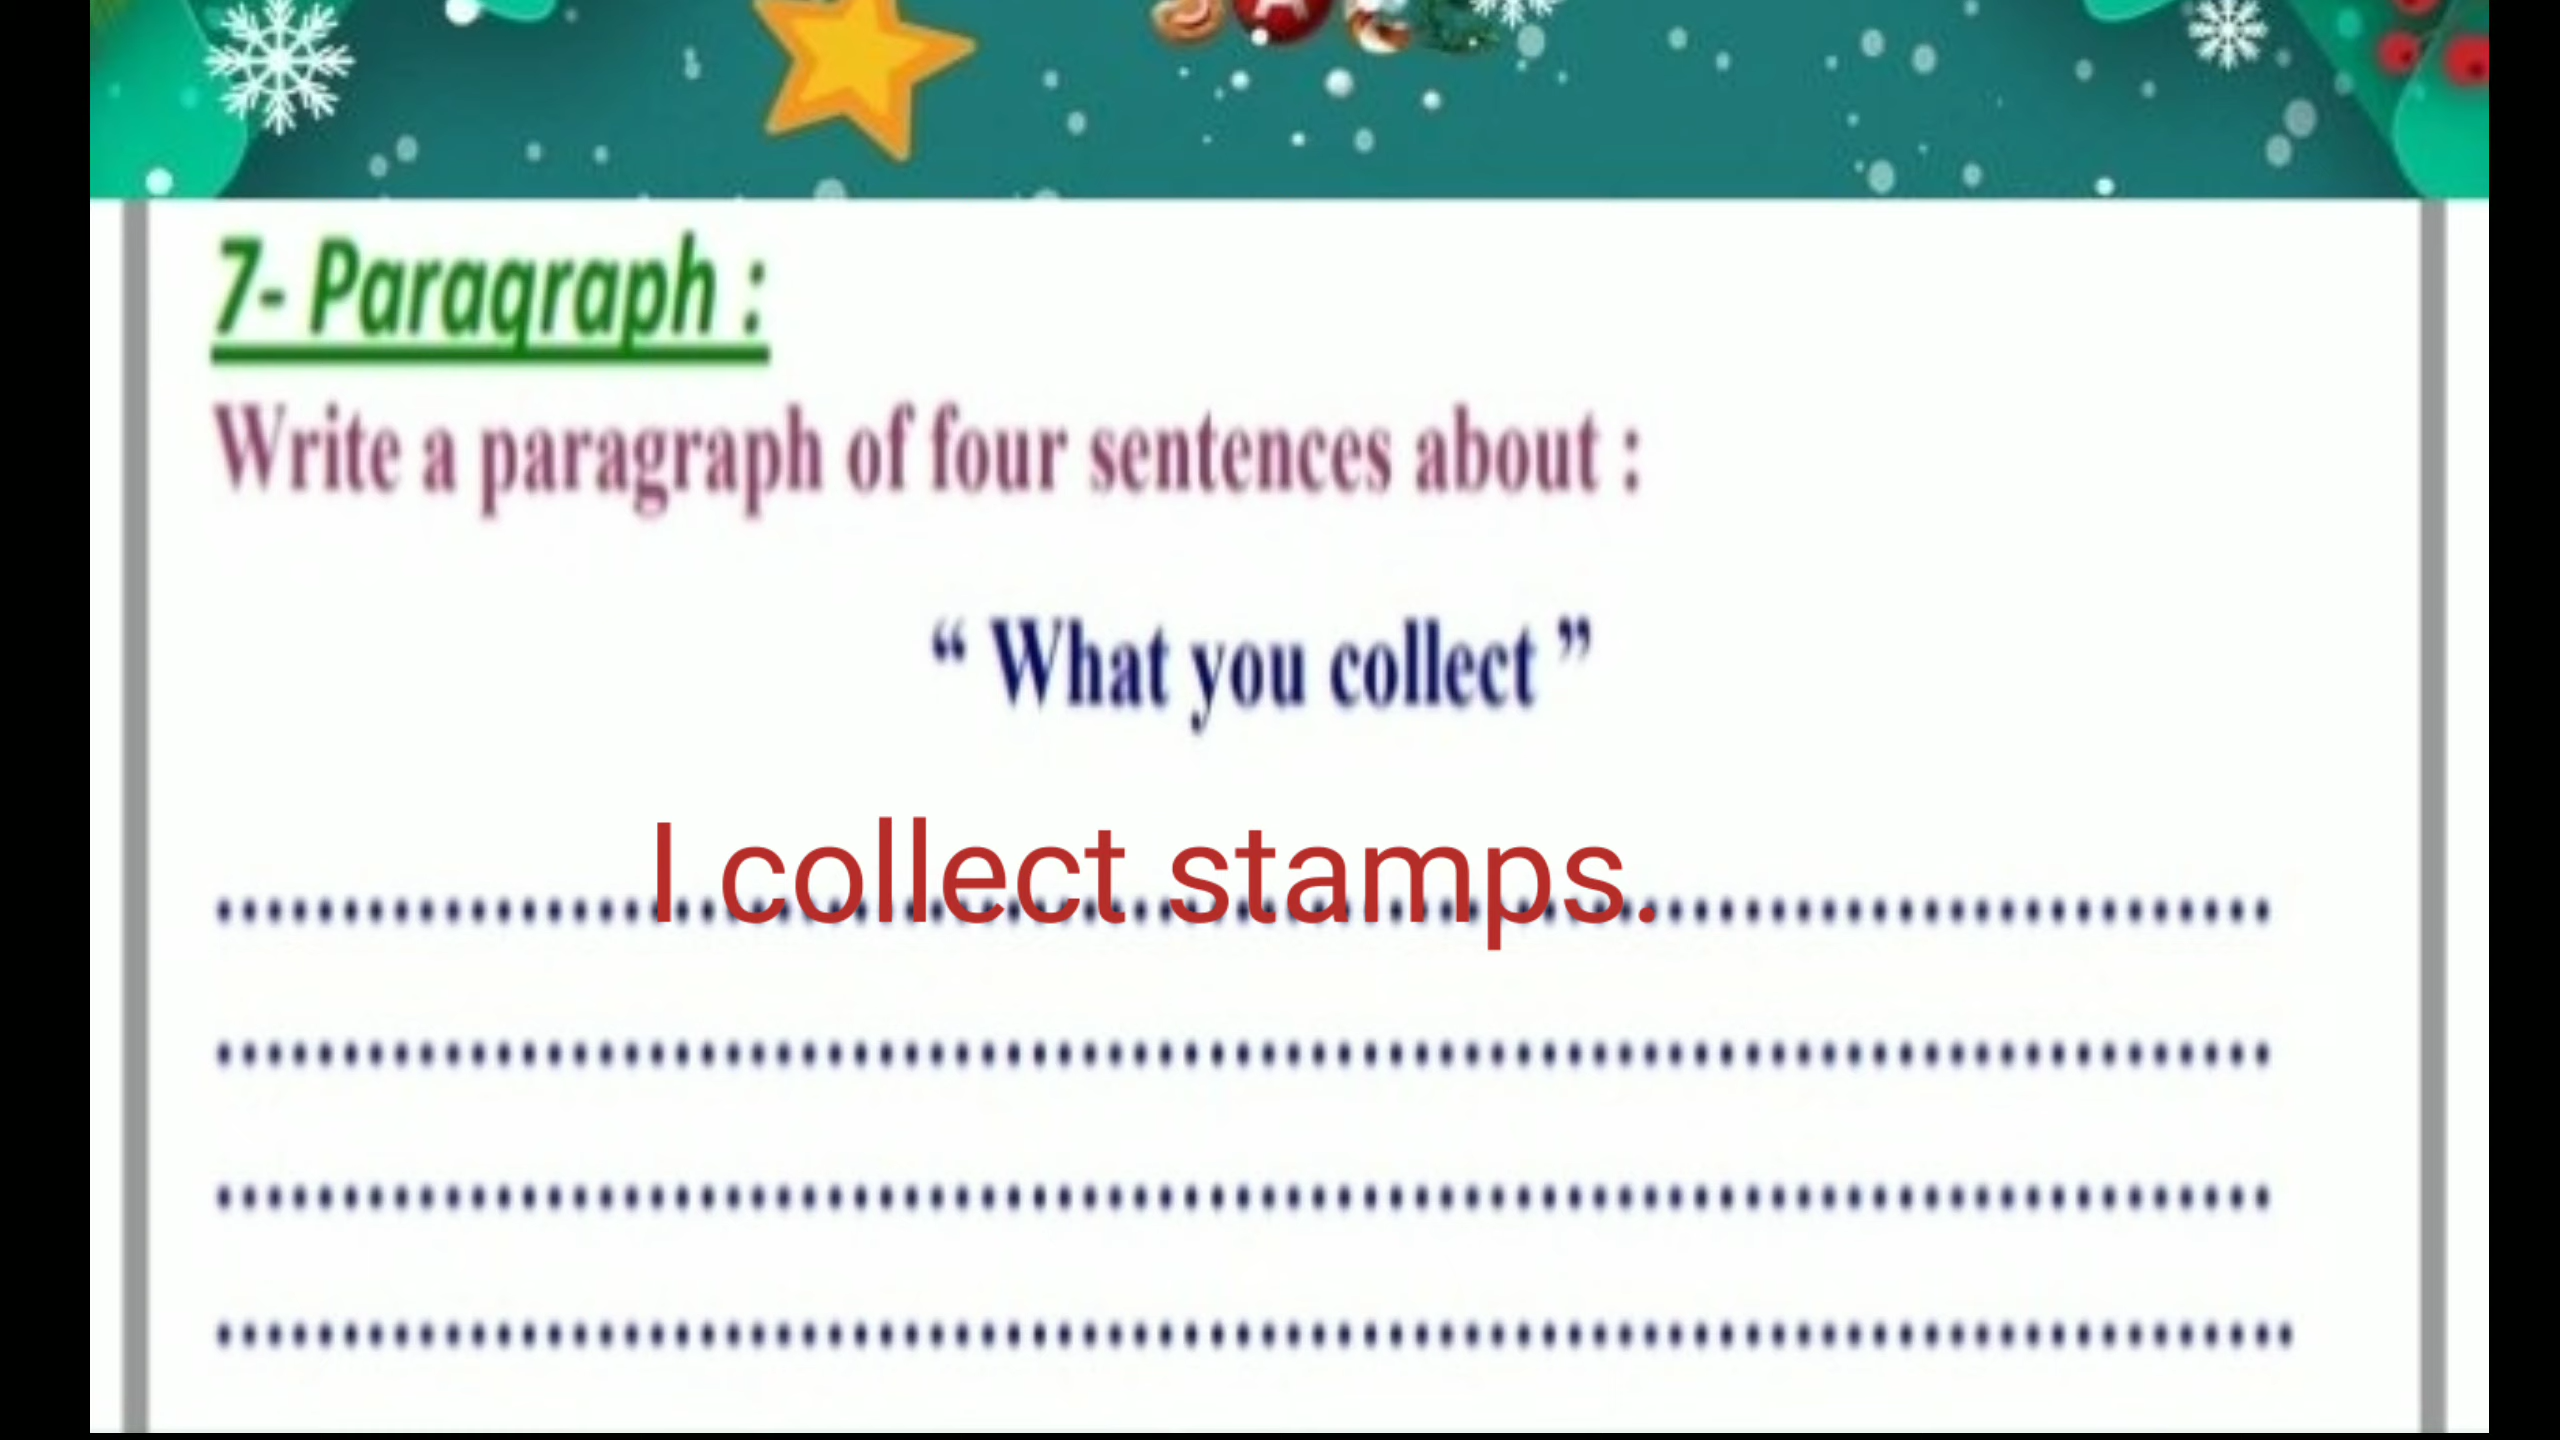 7- Paragraph :
Write a paragraph of four sentences about :
“ What you collect ”
I collect stamps.